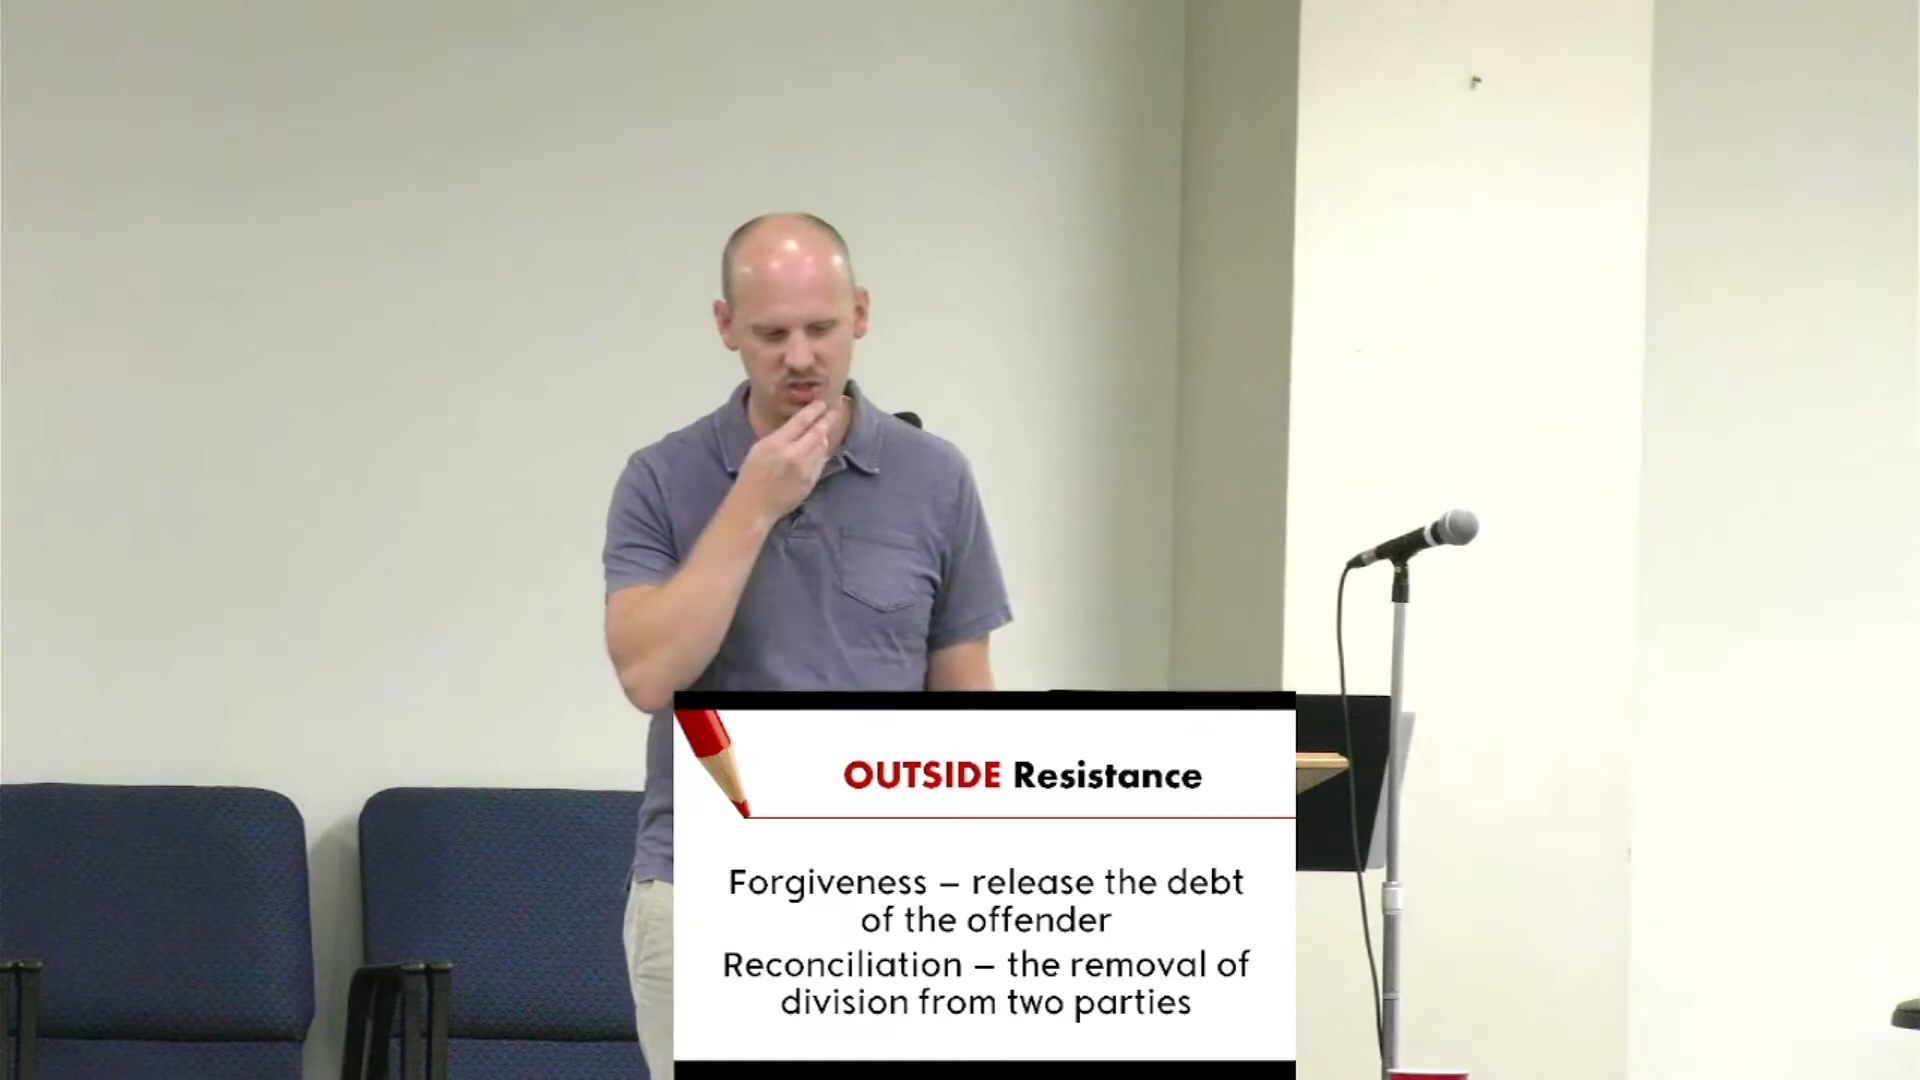 OUTSIDE Resistance
Forgiveness – release the debt
of the offender
Reconciliation – the removal of
division from two parties